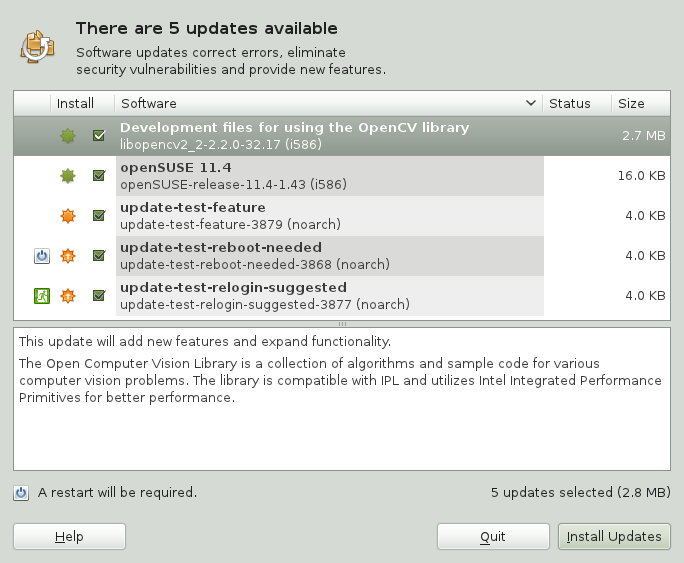 There are 5 updates available
Software updates correct errors, eliminate
security vulnerabilities and provide new features.
Install Software Status Size
Development files for using the OpenCV library
libopencv2_2-2.2.0-32.17 (i586) 2.7 MB
openSUSE 11.4
openSUSE-release-11.4-1.43 (i586) 16.0 KB
update-test-feature
update-test-feature-3879 (noarch) 4.0 KB
update-test-reboot-needed
update-test-reboot-needed-3868 (noarch) 4.0 KB
update-test-relogin-suggested
update-test-relogin-suggested-3877 (noarch) 4.0 KB
This update will add new features and expand functionality.
The Open Computer Vision Library is a collection of algorithms and sample code for various
computer vision problems. The library is compatible with IPL and utilizes Intel Integrated Performance
Primitives for better performance.
A restart will be required. 5 updates selected (2.8 MB)
Help Quit Install Updates